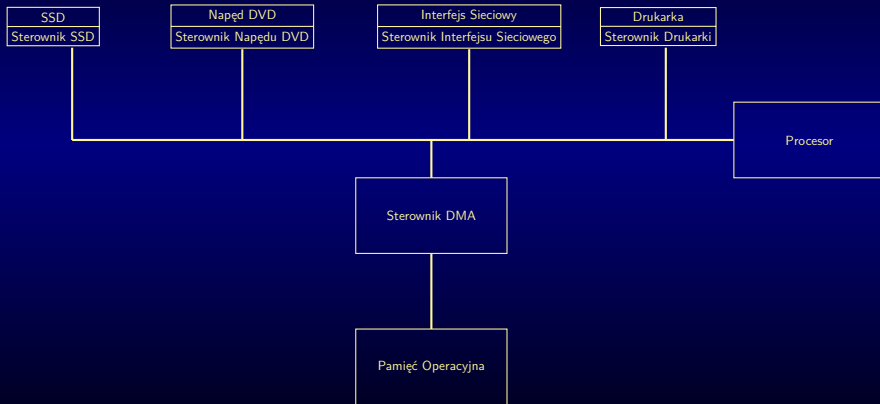 SSD
Sterownik SSD
Napęd DVD
Sterownik Napędu DVD
Interfejs Sieciowy
Sterownik Interfejsu Sieciowego
Drukarka
Sterownik Drukarki
Procesor
Sterownik DMA
Pamięć Operacyjna